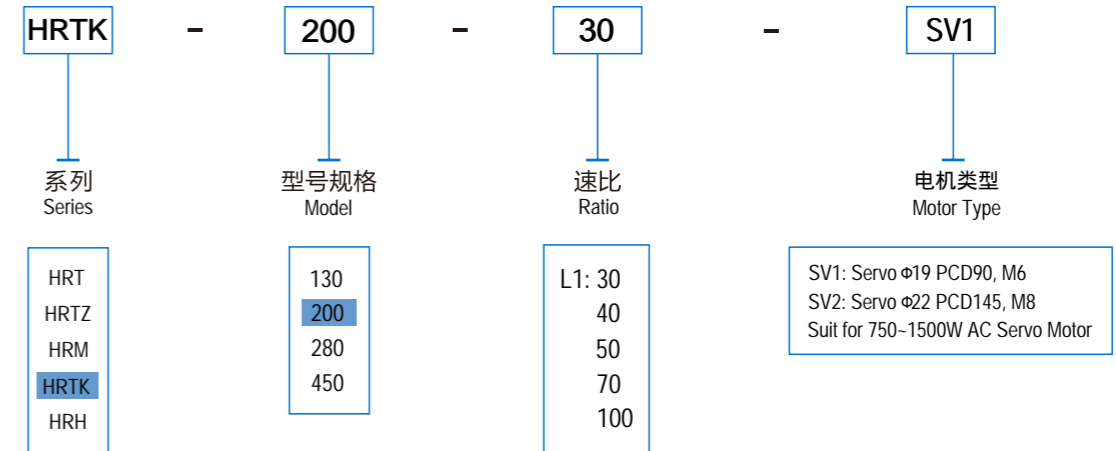 HRTK - 200 - 30 - SV1
系列
Series
型号规格
Model
速比
Ratio
电机类型
Motor Type
HRT
HRTZ
HRM
HRTK
HRH
130
200
280
450
L1: 30
40
50
70
100
SV1: Servo Φ19 PCD90, M6
SV2: Servo Φ22 PCD145, M8
Suit for 750~1500W AC Servo Motor